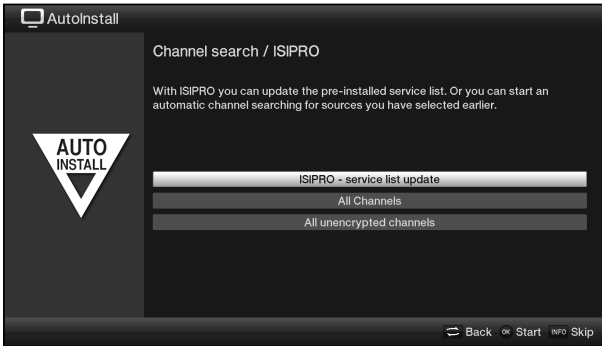 AutoInstall
Channel search / ISIPRO
With ISIPRO you can update the pre-installed service list. Or you can start an
automatic channel searching for sources you have selected earlier.
AUTO
INSTALL
ISIPRO - service list update
All Channels
All unencrypted channels
Back OK Start INFO Skip